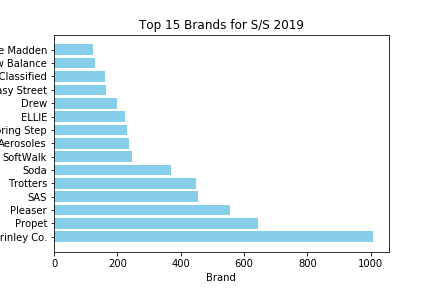 Top 15 Brands for S/S 2019
e Madden
w Balance
Classified
asy Street
Drew
ELLIE
oring Step
Aerosoles
SoftWalk
Soda
Trotters
SAS
Pleaser
Propet
rinley Co.
0 200 400 600 800 1000
Brand